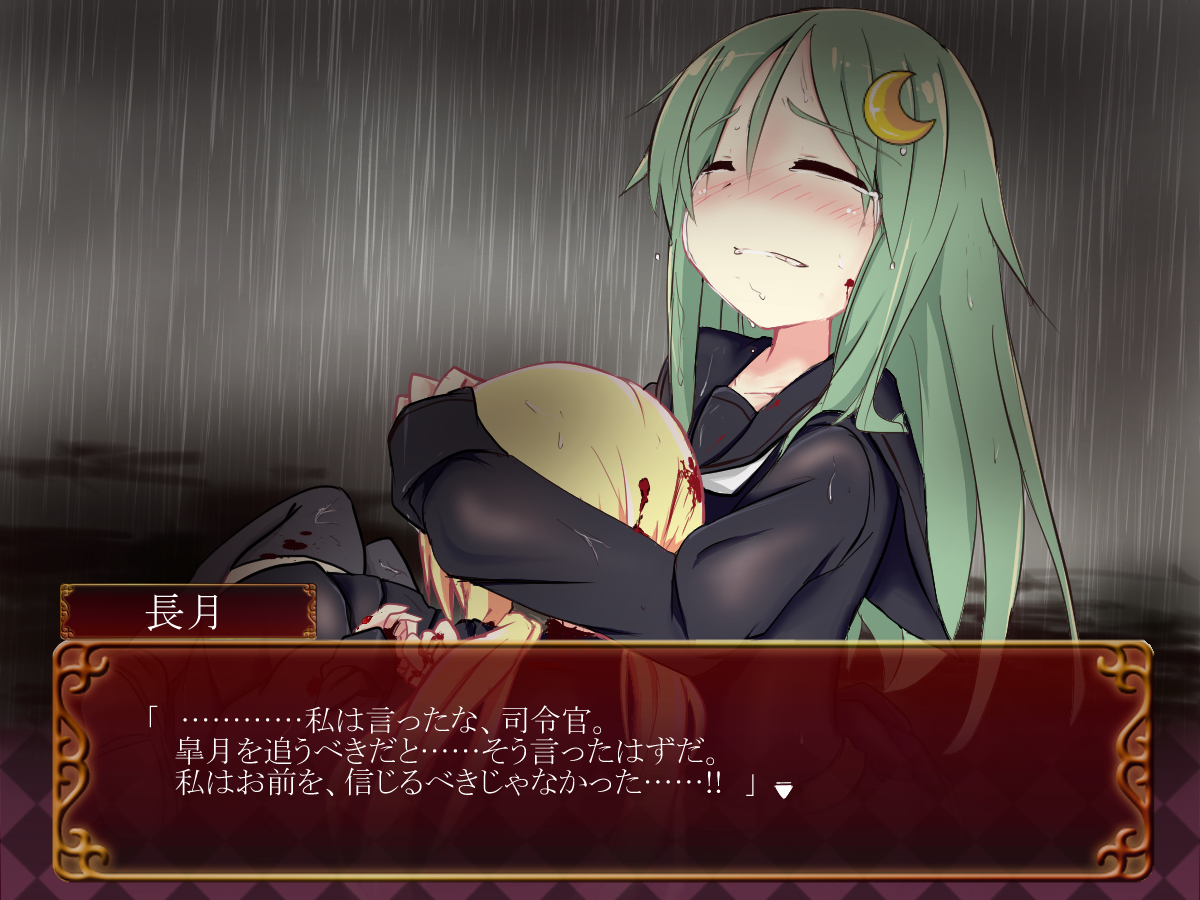 長月
「　…………私は言ったな、司令官。
皐月を追うべきだと……そう言ったはずだ。
私はお前を、信じるべきじゃなかった……!!　」